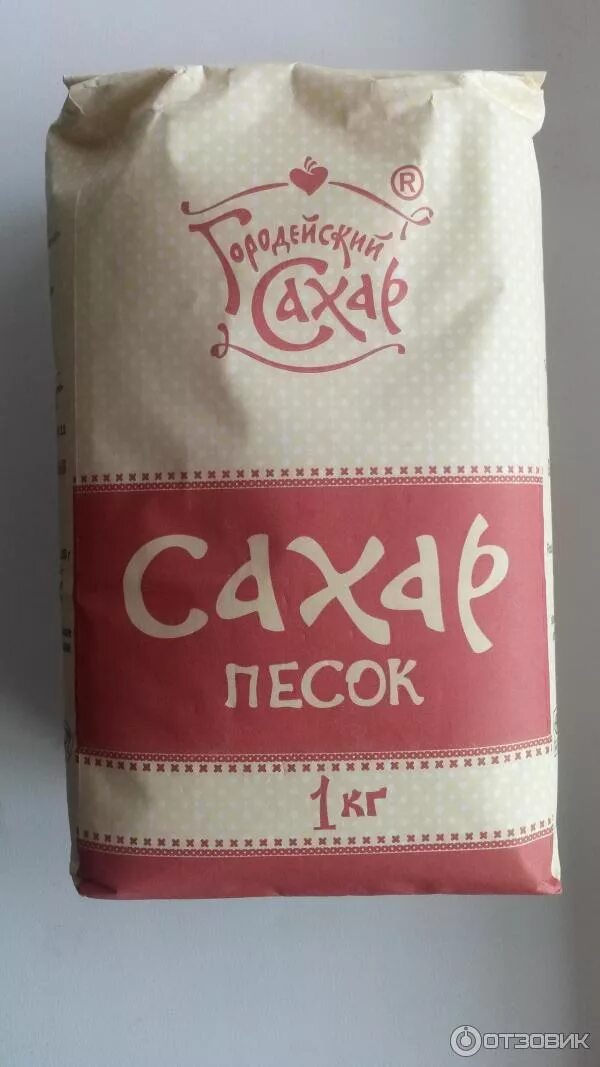 ®
Городейский
Сахар
Сахар
песок
1 кг
ОТЗОВИК